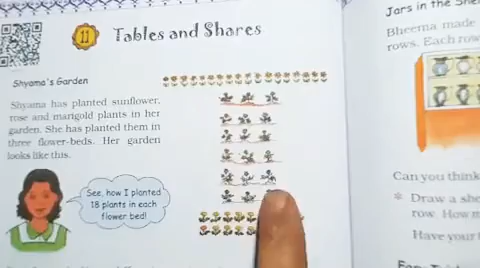 11
Tables and Shares
Shyama's Garden
Shyama has planted sunflower,
rose and marigold plants in her
garden. She has planted them in
three flower-beds. Her garden
looks like this.
See, how I planted
18 plants in each
flower bed!
Jars in the
Bheema made
rows. Each row
Can you think
* Draw a she
row. How m
Have your